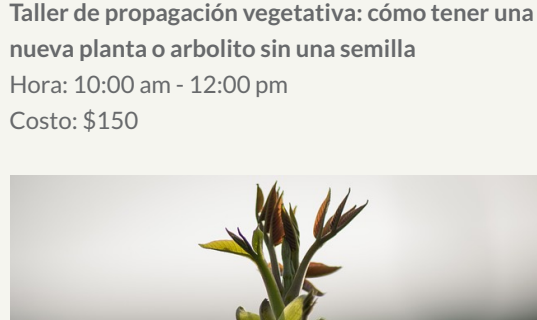 Taller de propagación vegetativa: cómo tener una
nueva planta o arbolito sin una semilla
Hora: 10:00 am - 12:00 pm
Costo: $150